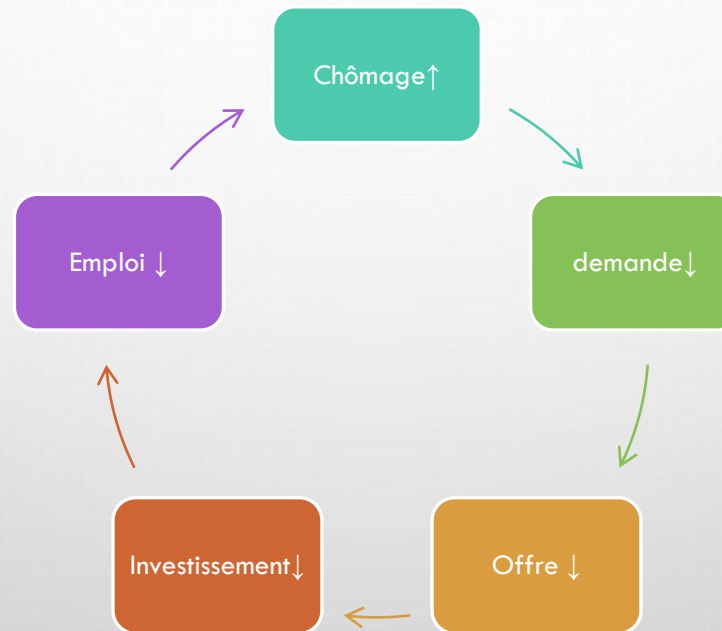 Chômage↑
demande↓
Offre ↓
Investissement↓
Emploi ↓